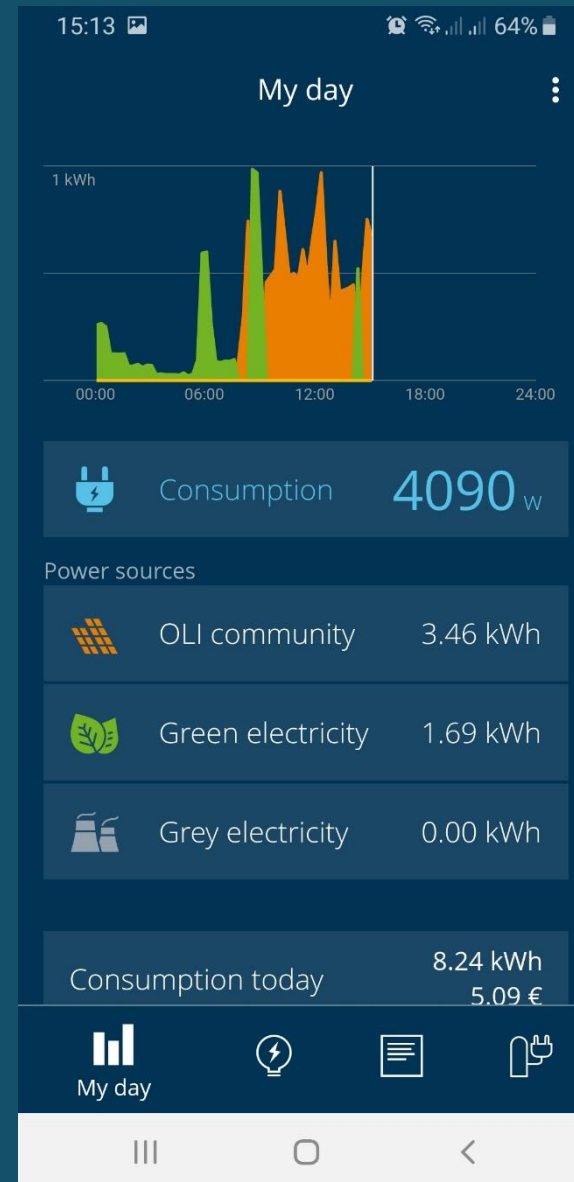 15:13 64%
My day
1 kWh
00:00 06:00 12:00 18:00 24:00
Consumption 4090 W
Power sources
OLI community 3.46 kWh
Green electricity 1.69 kWh
Grey electricity 0.00 kWh
Consumption today 8.24 kWh
5.09 €
My day